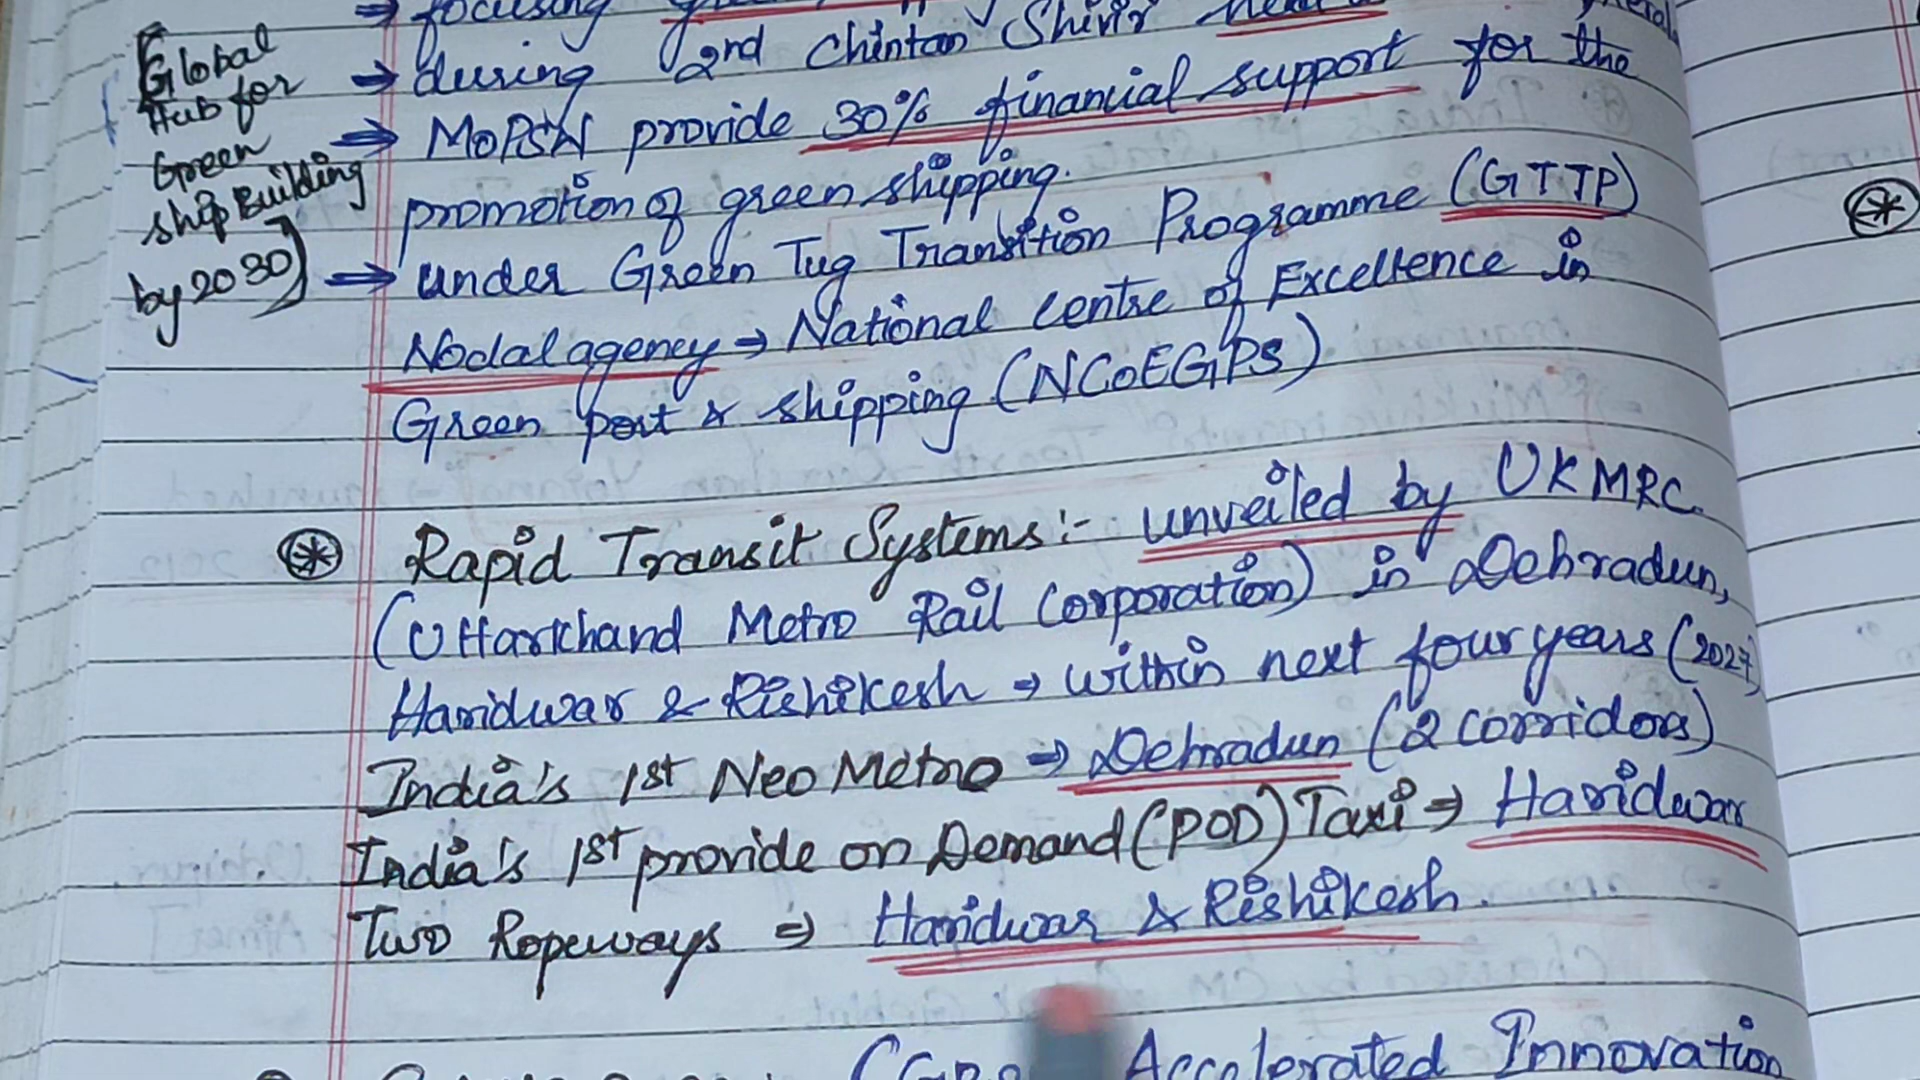 [Global
Hub for
Green
ship Building
by 2030]
⇒ focusing
⇒ during 2nd Chintan Shivir
⇒ MoPSW provide 30% financial support for the
promotion of green shipping.
⇒ under Green Tug Transition Programme (GTTP)
Nodal agency ⇒ National Centre of Excellence in
Green port & shipping (NCoEGPS)
Rapid Transit Systems:- unveiled by UKMRC.
(Uttarkhand Metro Rail Corporation) in Dehradun,
Haridwar & Rishikesh ⇒ within next four years (2027)
India's 1st Neo Metro ⇒ Dehradun (2 corridors)
India's 1st provide on Demand (POD) Taxi ⇒ Haridwar
Two Ropeways ⇒ Haridwar & Rishikesh.
Accelerated Innovation